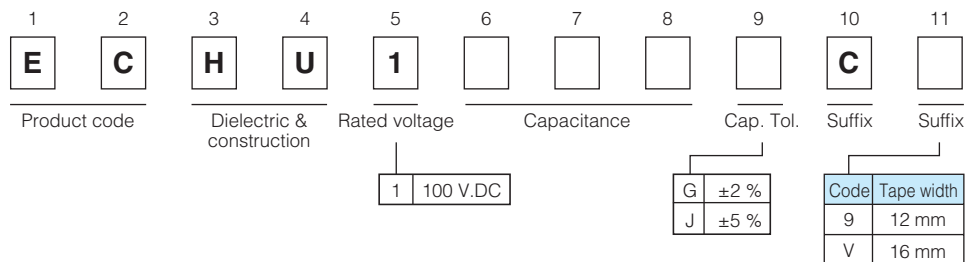 1 2 3 4 5 6 7 8 9 10 11
E C H U 1 C
Product code Dielectric & construction Rated voltage Capacitance Cap. Tol. Suffix Suffix
1 100 V.DC
G ±2 %
J ±5 %
Code Tape width
9 12 mm
V 16 mm